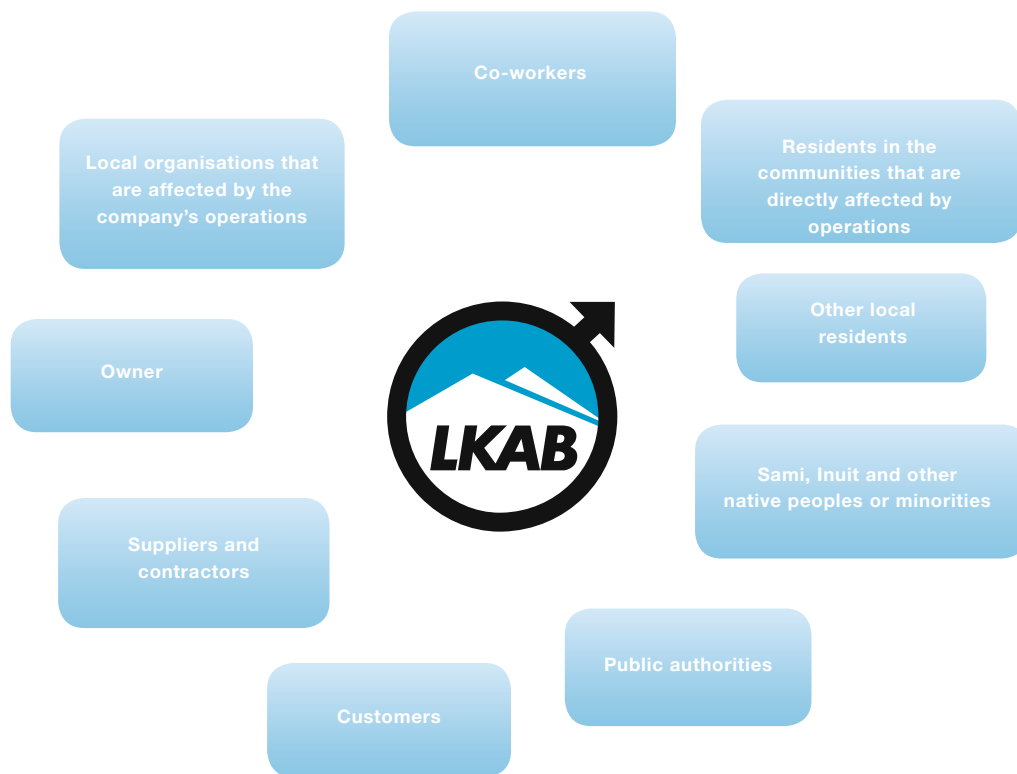 Co-workers
Local organisations that
are affected by the
company's operations
Residents in the
communities that are
directly affected by
operations
Other local
residents
Owner
LKAB
Sami, Inuit and other
native peoples or minorities
Suppliers and
contractors
Public authorities
Customers